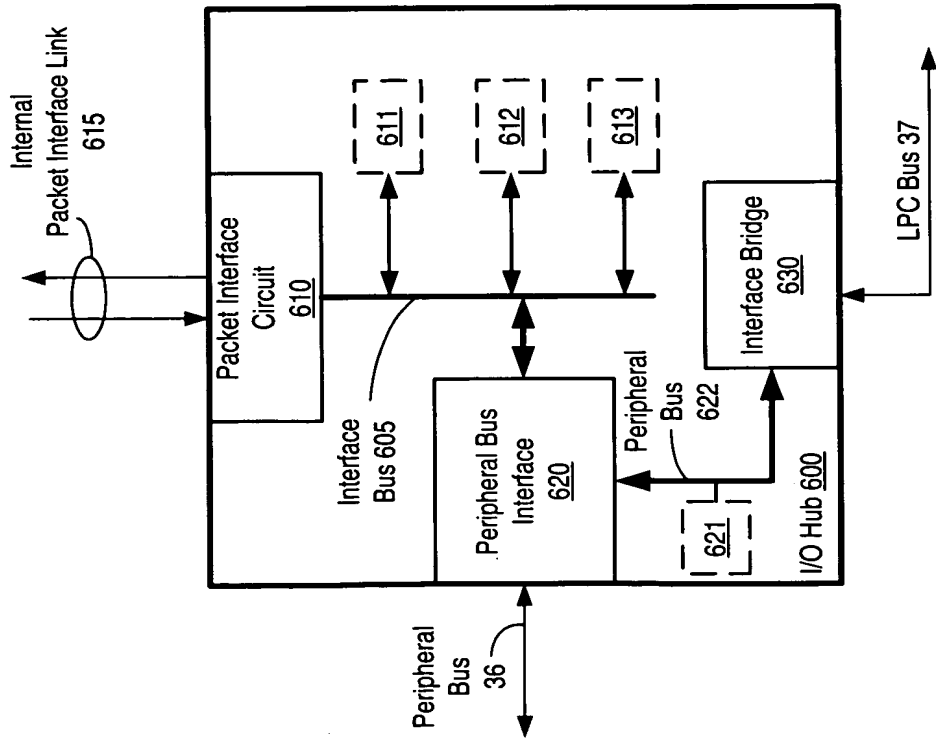 Internal
Packet Interface Link
615
Packet Interface
Circuit
610
611
612
613
Interface
Bus 605
Peripheral Bus
Interface
620
Peripheral
Bus
36
Peripheral
Bus
622
621
Interface Bridge
630
I/O Hub 600
LPC Bus 37